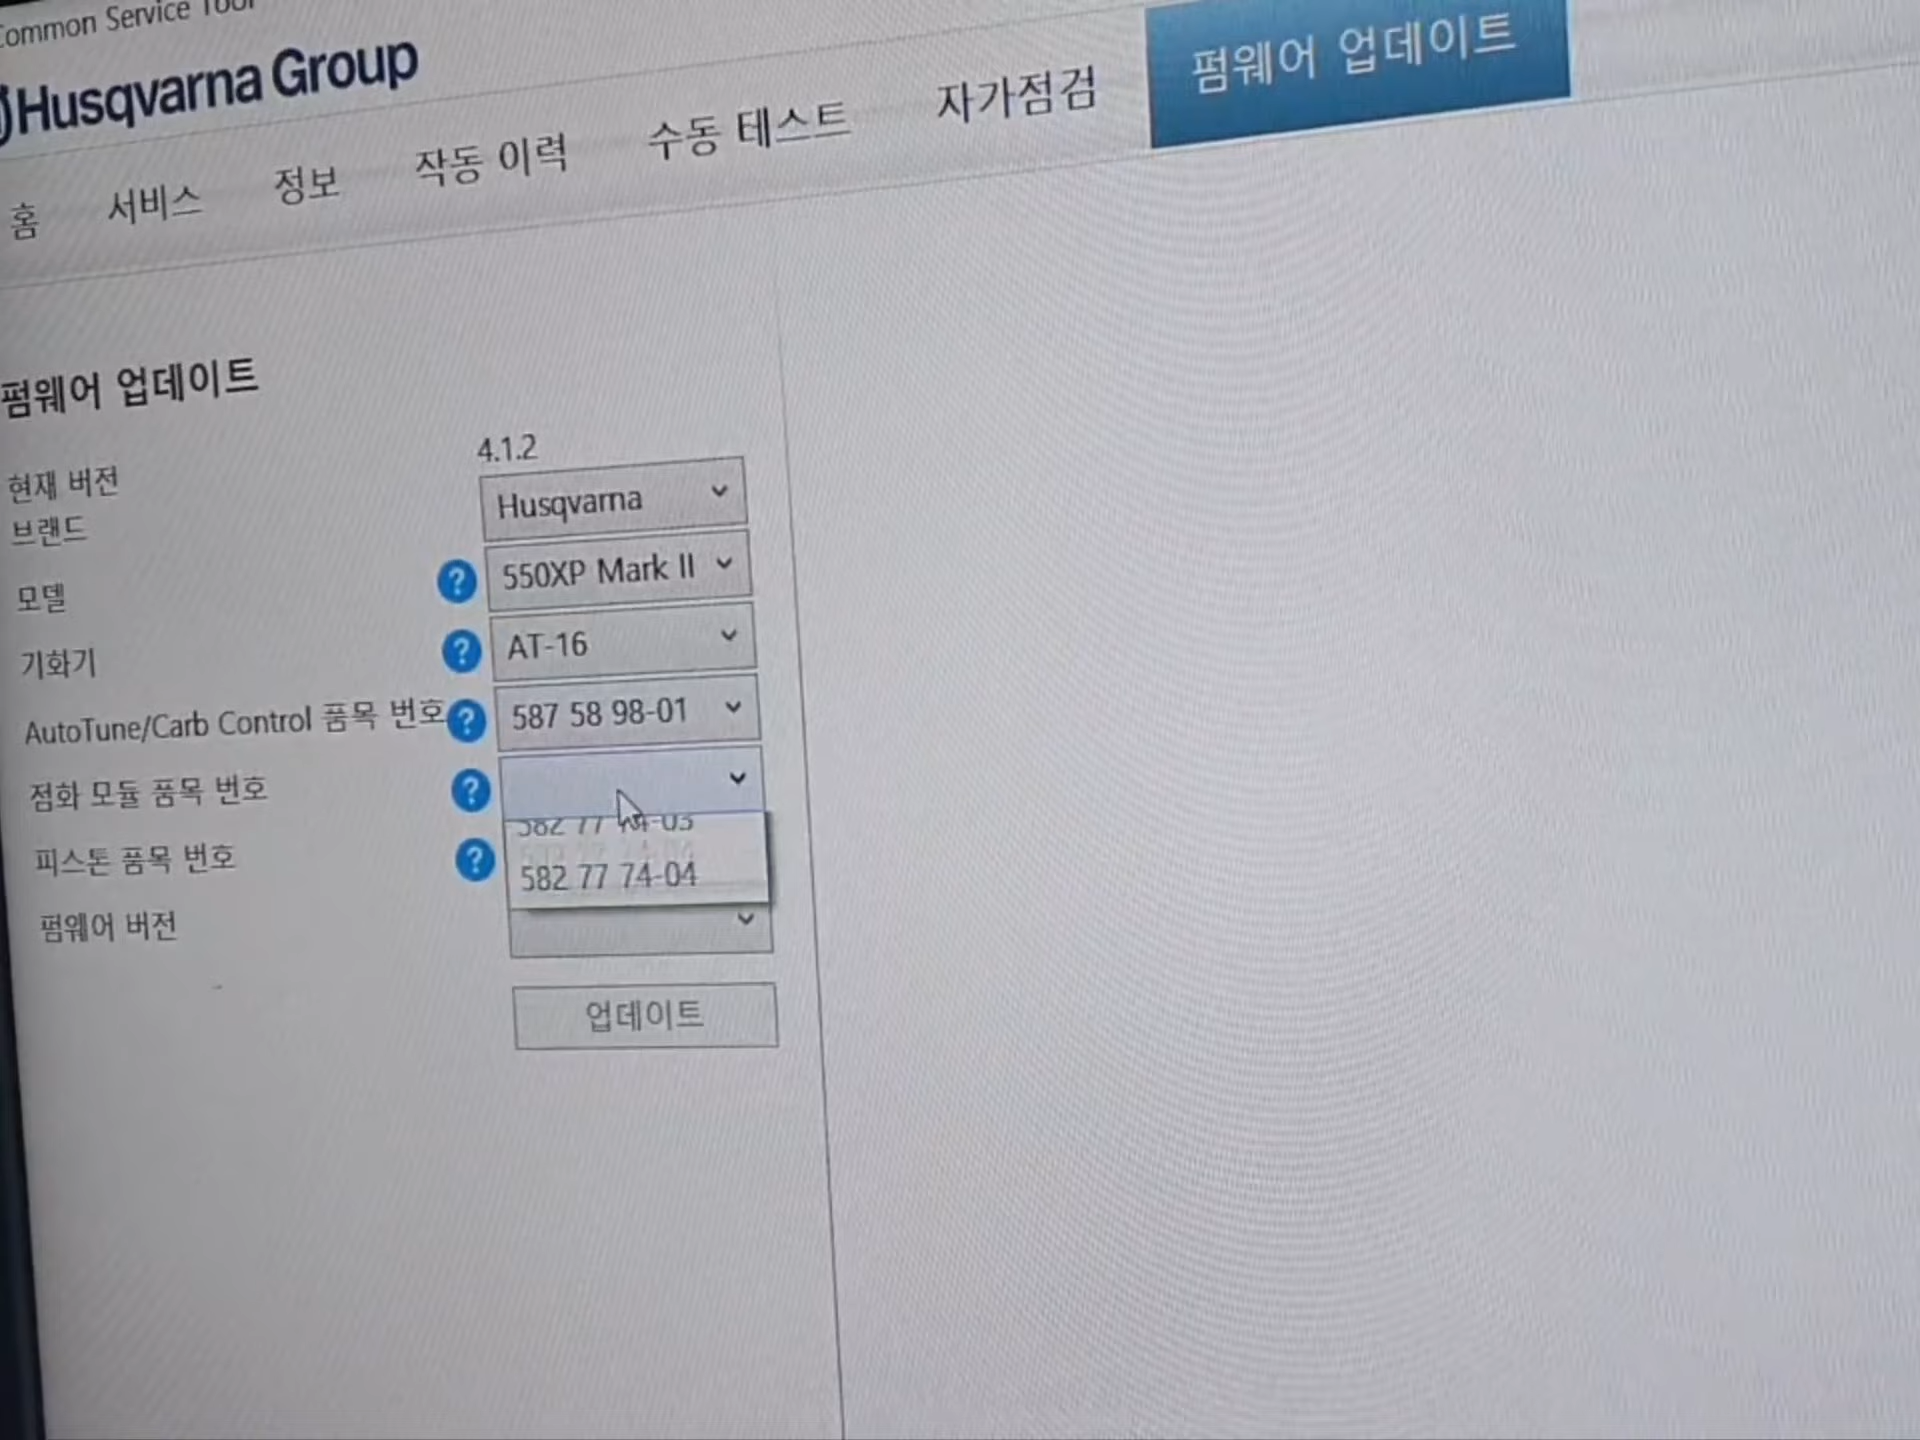 Common Service Tool
Husqvarna Group
홈 서비스 정보 작동 이력 수동 테스트 자가점검 펌웨어 업데이트
펌웨어 업데이트
현재 버전 4.1.2
브랜드 Husqvarna
모델 ? 550XP Mark II
기화기 ? AT-16
AutoTune/Carb Control 품목 번호 ? 587 58 98-01
점화 모듈 품목 번호 ?
582 77 74-03
피스톤 품목 번호 ? 582 77 74-04
펌웨어 버전
업데이트